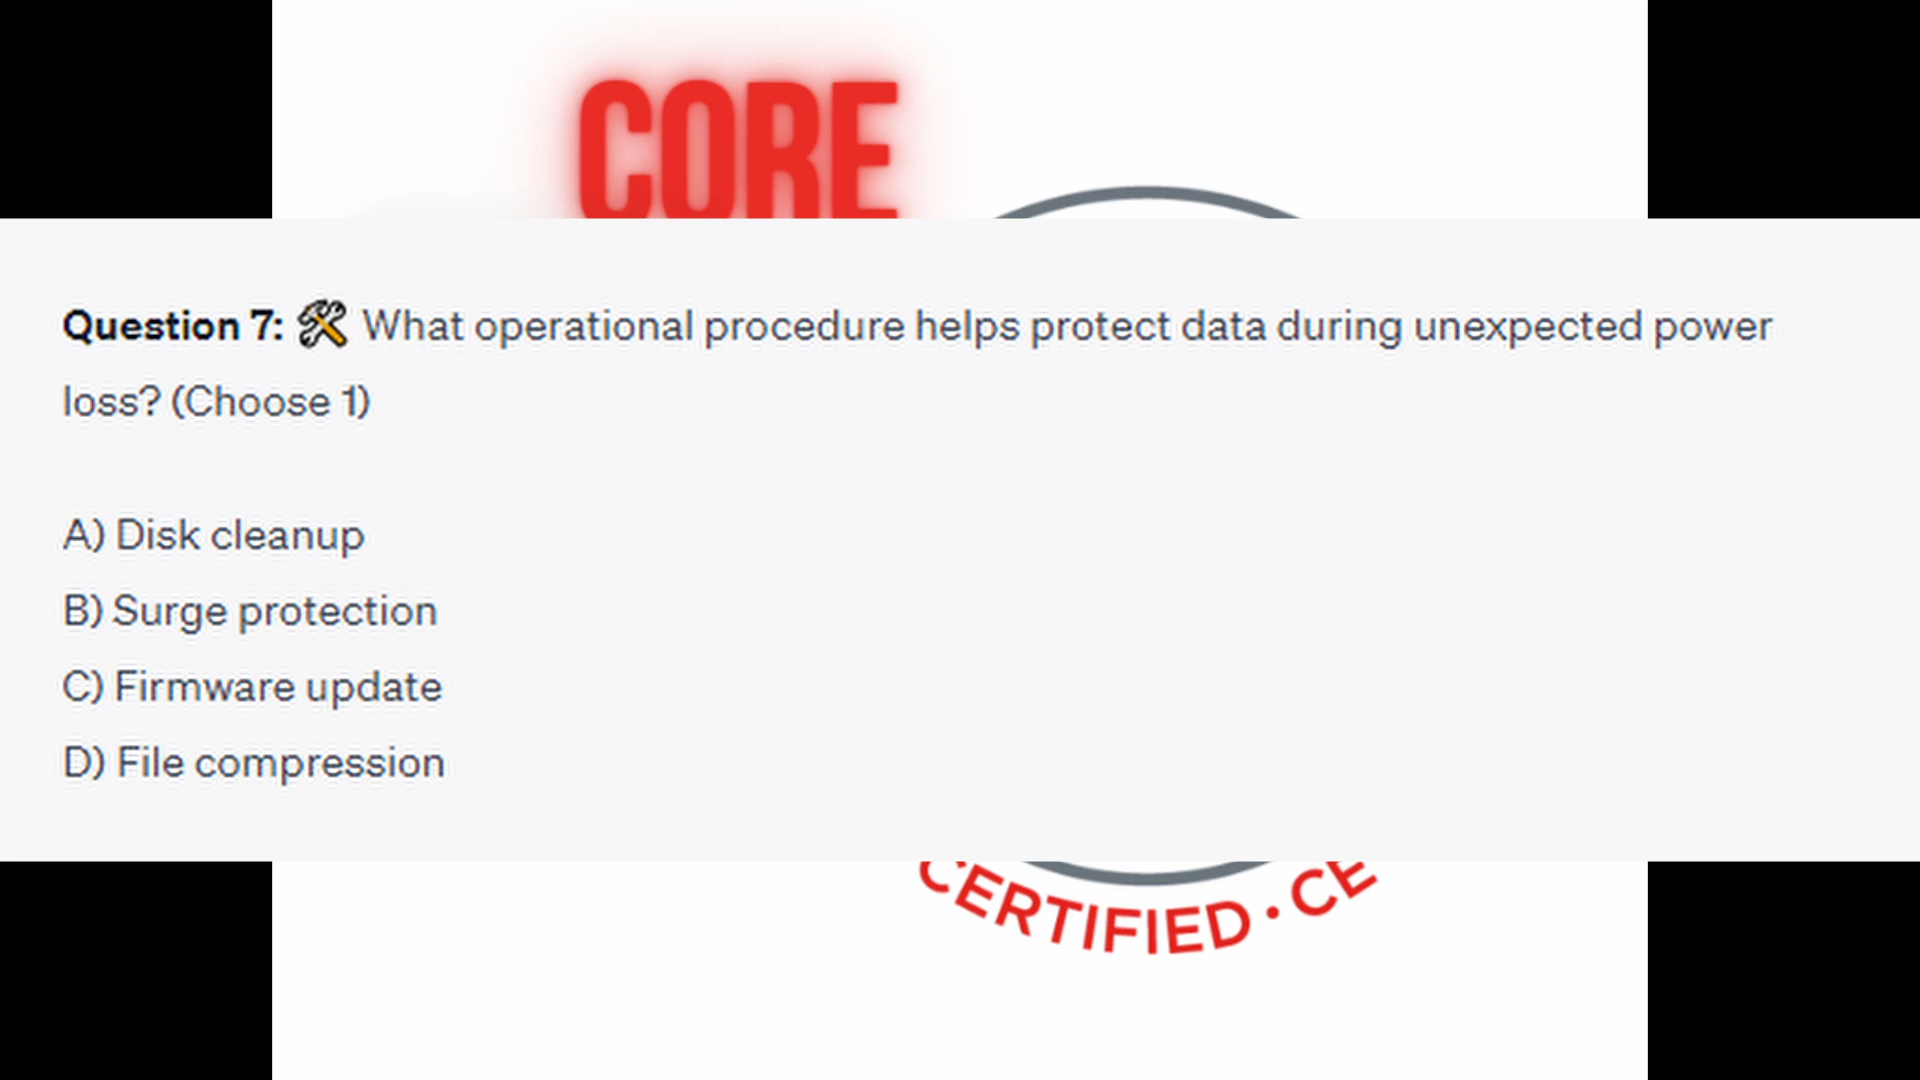 CORE
Question 7: 🛠 What operational procedure helps protect data during unexpected power
loss? (Choose 1)
A) Disk cleanup
B) Surge protection
C) Firmware update
D) File compression
CERTIFIED · CE